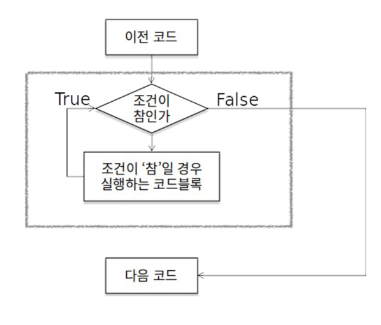 이전 코드
True
조건이
참인가
False
조건이 ‘참’일 경우
실행하는 코드블록
다음 코드